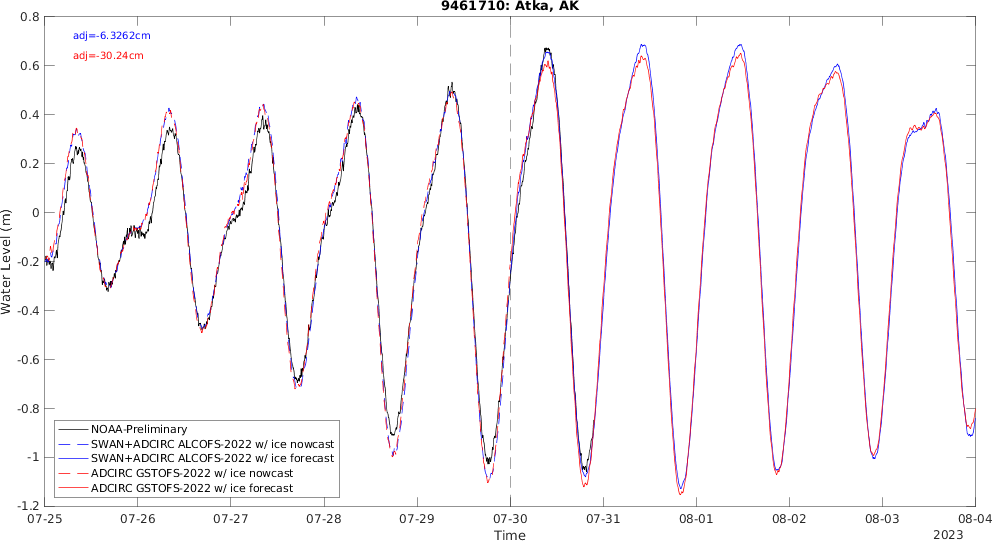 9461710: Atka, AK
adj=-6.3262cm
adj=-30.24cm
0.8
0.6
0.4
0.2
0
-0.2
-0.4
-0.6
-0.8
-1
-1.2
Water Level (m)
NOAA-Preliminary
SWAN+ADCIRC ALCOFS-2022 w/ ice nowcast
SWAN+ADCIRC ALCOFS-2022 w/ ice forecast
ADCIRC GSTOFS-2022 w/ ice nowcast
ADCIRC GSTOFS-2022 w/ ice forecast
07-25 07-26 07-27 07-28 07-29 07-30 07-31 08-01 08-02 08-03 08-04
Time
2023